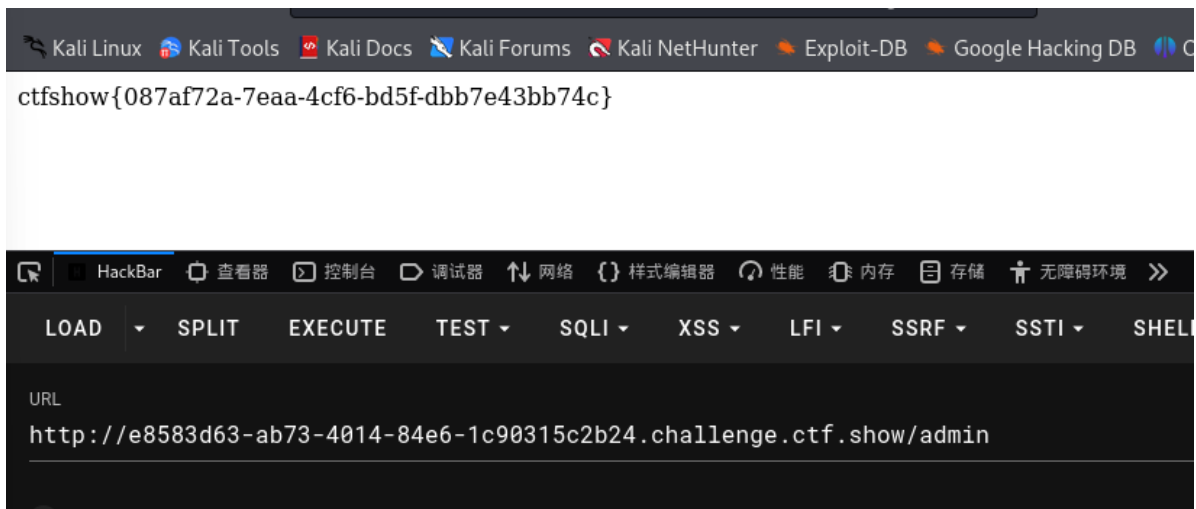 Kali Linux Kali Tools Kali Docs Kali Forums Kali NetHunter Exploit-DB Google Hacking DB
ctfshow{087af72a-7eaa-4cf6-bd5f-dbb7e43bb74c}
HackBar 查看器 控制台 调试器 网络 {} 样式编辑器 性能 内存 存储 无障碍环境
LOAD SPLIT EXECUTE TEST SQLI XSS LFI SSRF SSTI SHELL
URL
http://e8583d63-ab73-4014-84e6-1c90315c2b24.challenge.ctf.show/admin